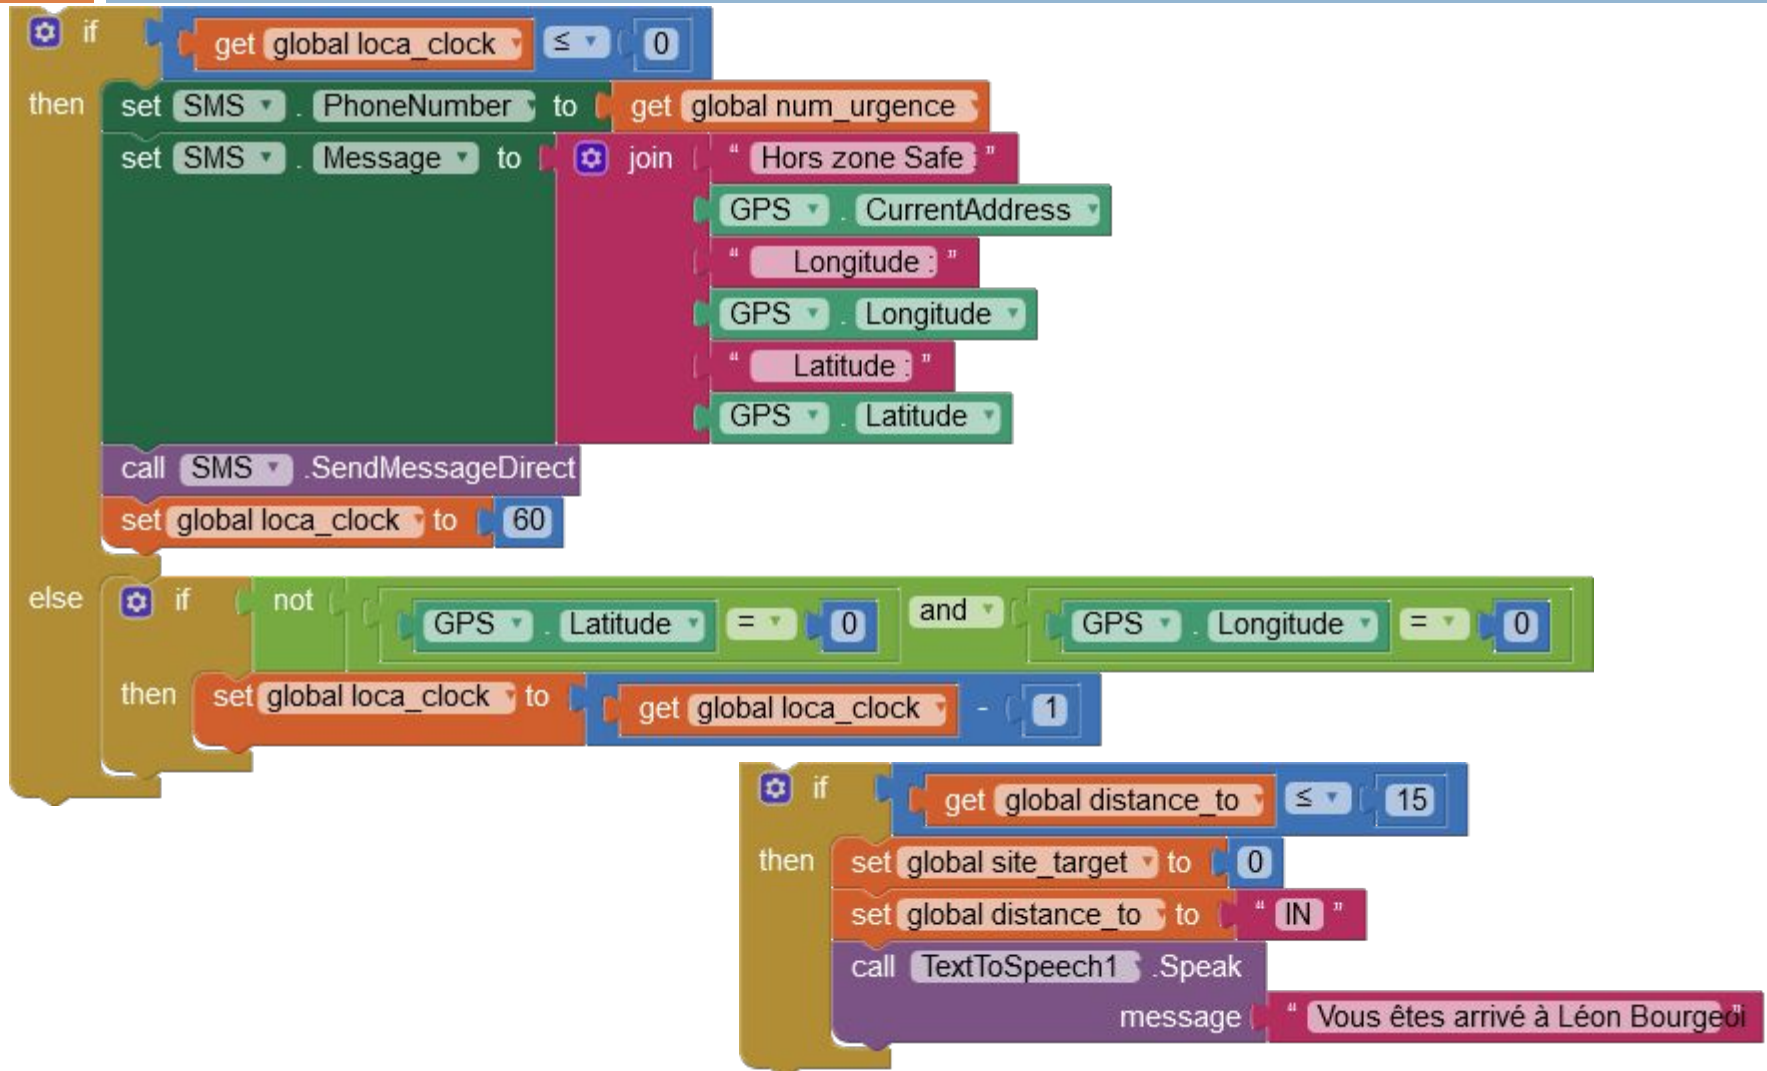 if get global loca_clock ≤ 0
then set SMS . PhoneNumber to get global num_urgence
set SMS . Message to join “ Hors zone Safe : ”
GPS . CurrentAddress
“ Longitude : ”
GPS . Longitude
“ Latitude : ”
GPS . Latitude
call SMS .SendMessageDirect
set global loca_clock to 60
else if not GPS . Latitude = 0 and GPS . Longitude = 0
then set global loca_clock to get global loca_clock - 1
if get global distance_to ≤ 15
then set global site_target to 0
set global distance_to to “ IN ”
call TextToSpeech1 .Speak
message “ Vous êtes arrivé à Léon Bourgeoi ”